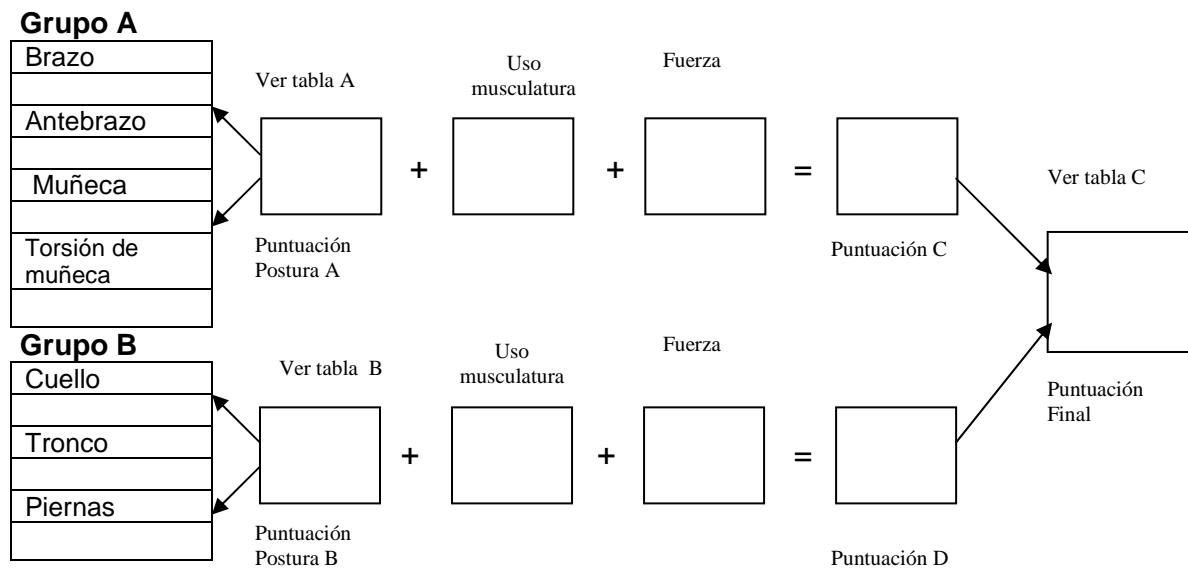 Grupo A
Brazo
Antebrazo
Muñeca
Torsión de
muñeca
Ver tabla A
Puntuación
Postura A
+
Uso
musculatura
+
Fuerza
=
Puntuación C
Ver tabla C
Puntuación
Final
Grupo B
Cuello
Tronco
Piernas
Ver tabla B
Puntuación
Postura B
+
Uso
musculatura
+
Fuerza
=
Puntuación D